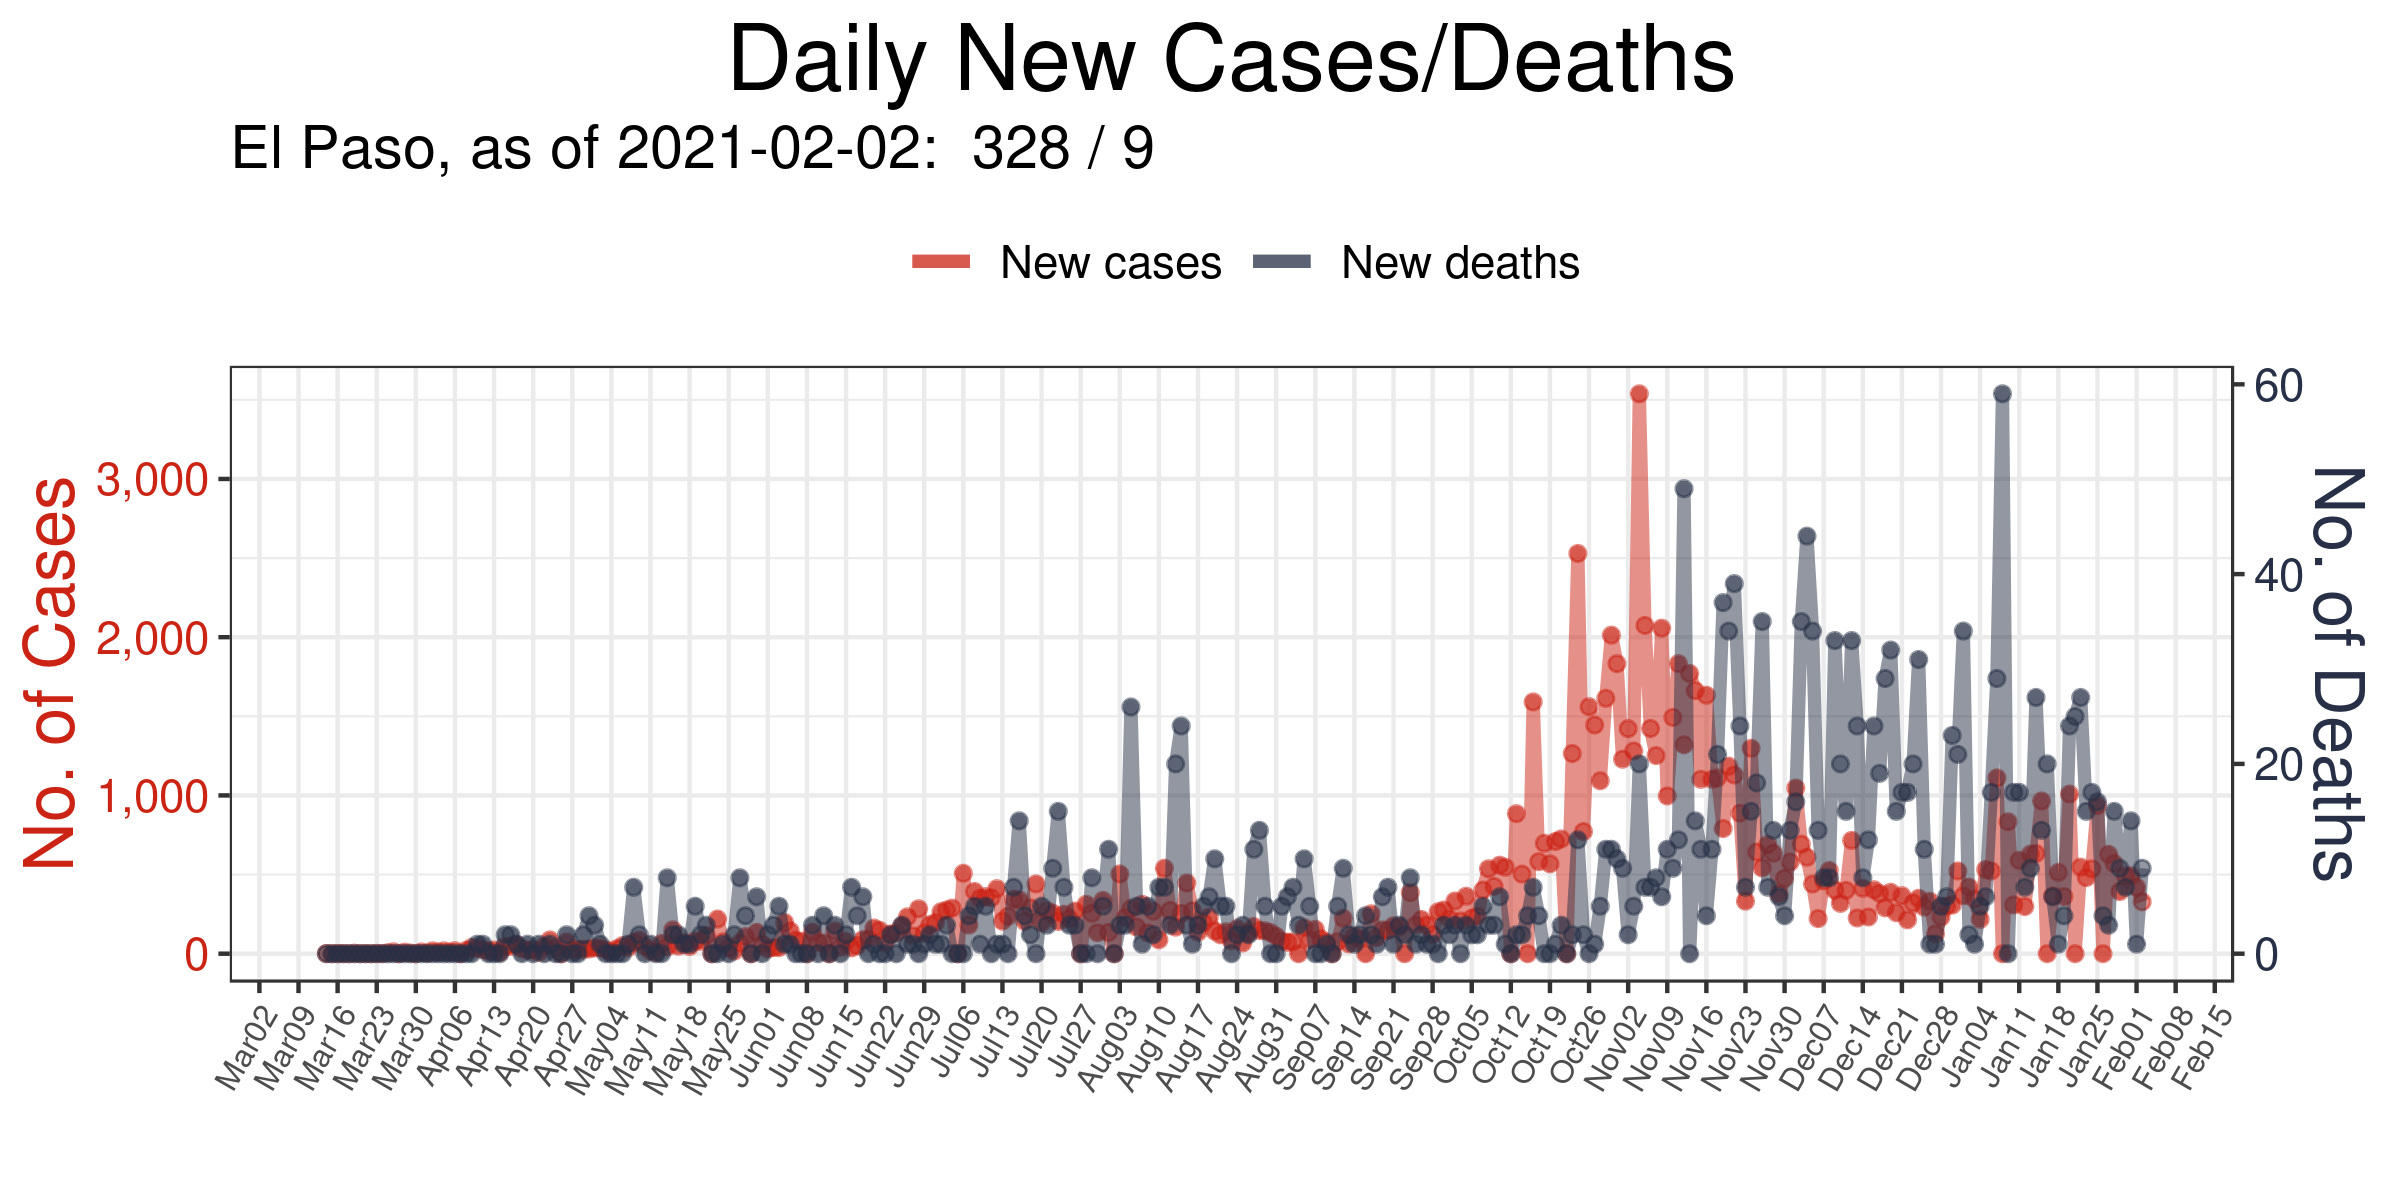 Daily New Cases/Deaths
El Paso, as of 2021-02-02: 328 / 9
New cases New deaths
No. of Cases
3,000
2,000
1,000
0
60
40
20
0
No. of Deaths
Mar02
Mar09
Mar16
Mar23
Mar30
Apr06
Apr13
Apr20
Apr27
May04
May11
May18
May25
Jun01
Jun08
Jun15
Jun22
Jun29
Jul06
Jul13
Jul20
Jul27
Aug03
Aug10
Aug17
Aug24
Aug31
Sep07
Sep14
Sep21
Sep28
Oct05
Oct12
Oct19
Oct26
Nov02
Nov09
Nov16
Nov23
Nov30
Dec07
Dec14
Dec21
Dec28
Jan04
Jan11
Jan18
Jan25
Feb01
Feb08
Feb15